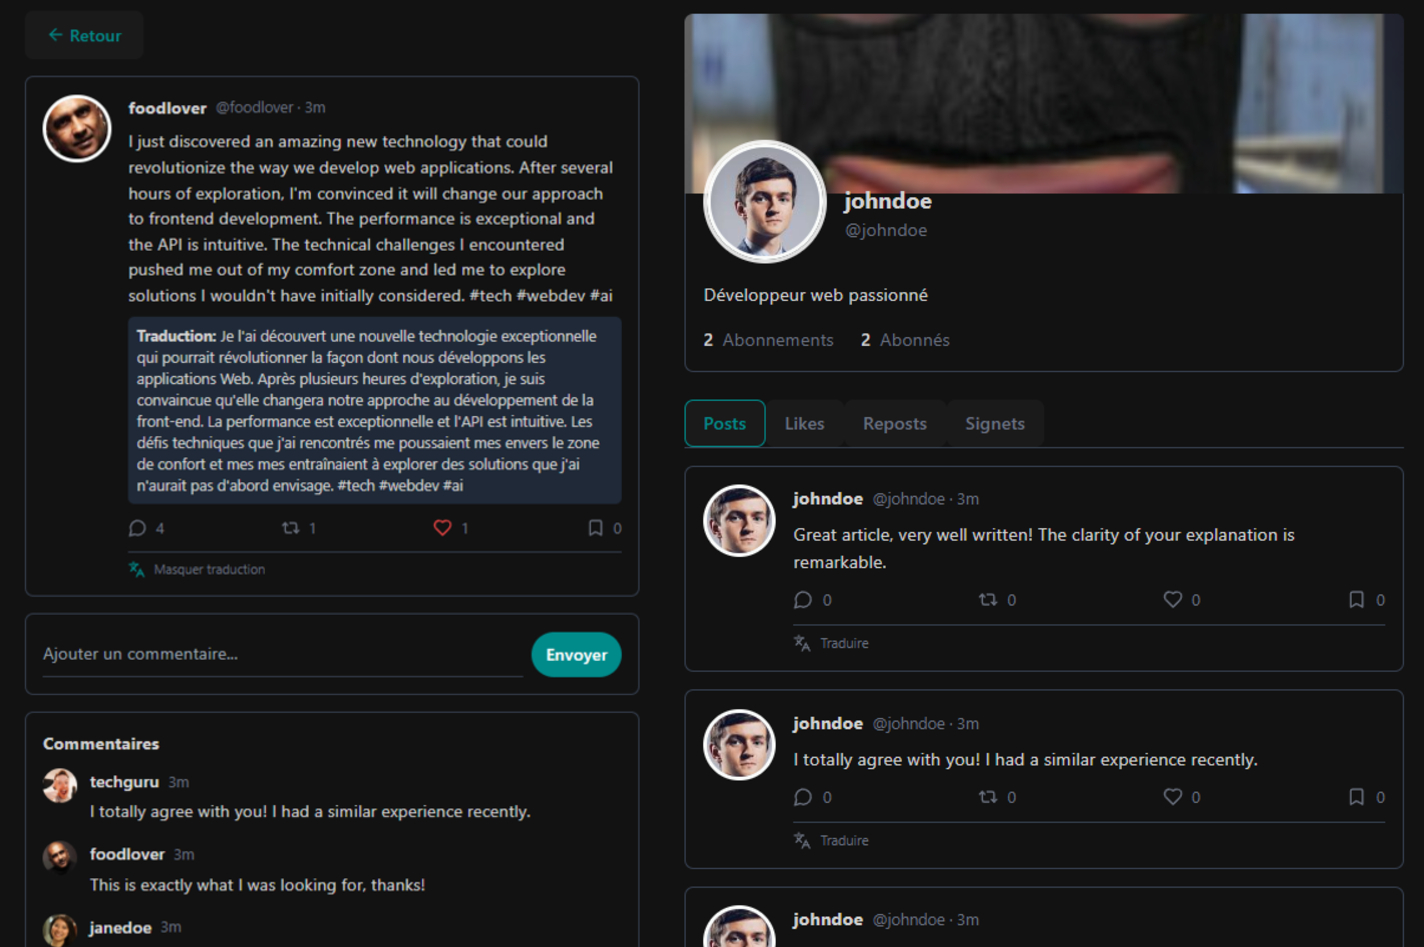 ← Retour
foodlover @foodlover · 3m
I just discovered an amazing new technology that could
revolutionize the way we develop web applications. After several
hours of exploration, I'm convinced it will change our approach
to frontend development. The performance is exceptional and
the API is intuitive. The technical challenges I encountered
pushed me out of my comfort zone and led me to explore
solutions I wouldn't have initially considered. #tech #webdev #ai
Traduction: Je l'ai découvert une nouvelle technologie exceptionnelle
qui pourrait révolutionner la façon dont nous développons les
applications Web. Après plusieurs heures d'exploration, je suis
convaincue qu'elle changera notre approche au développement de la
front-end. La performance est exceptionnelle et l'API est intuitive. Les
défis techniques que j'ai rencontrés me poussaient mes envers le zone
de confort et mes mes entraînaient à explorer des solutions que j'ai
n'aurait pas d'abord envisage. #tech #webdev #ai
4 1 1 0
Masquer traduction
Ajouter un commentaire...
Envoyer
Commentaires
techguru 3m
I totally agree with you! I had a similar experience recently.
foodlover 3m
This is exactly what I was looking for, thanks!
janedoe 3m
johndoe
@johndoe
Développeur web passionné
2 Abonnements 2 Abonnés
Posts Likes Reposts Signets
johndoe @johndoe · 3m
Great article, very well written! The clarity of your explanation is
remarkable.
0 0 0 0
Traduire
johndoe @johndoe · 3m
I totally agree with you! I had a similar experience recently.
0 0 0 0
Traduire
johndoe @johndoe · 3m